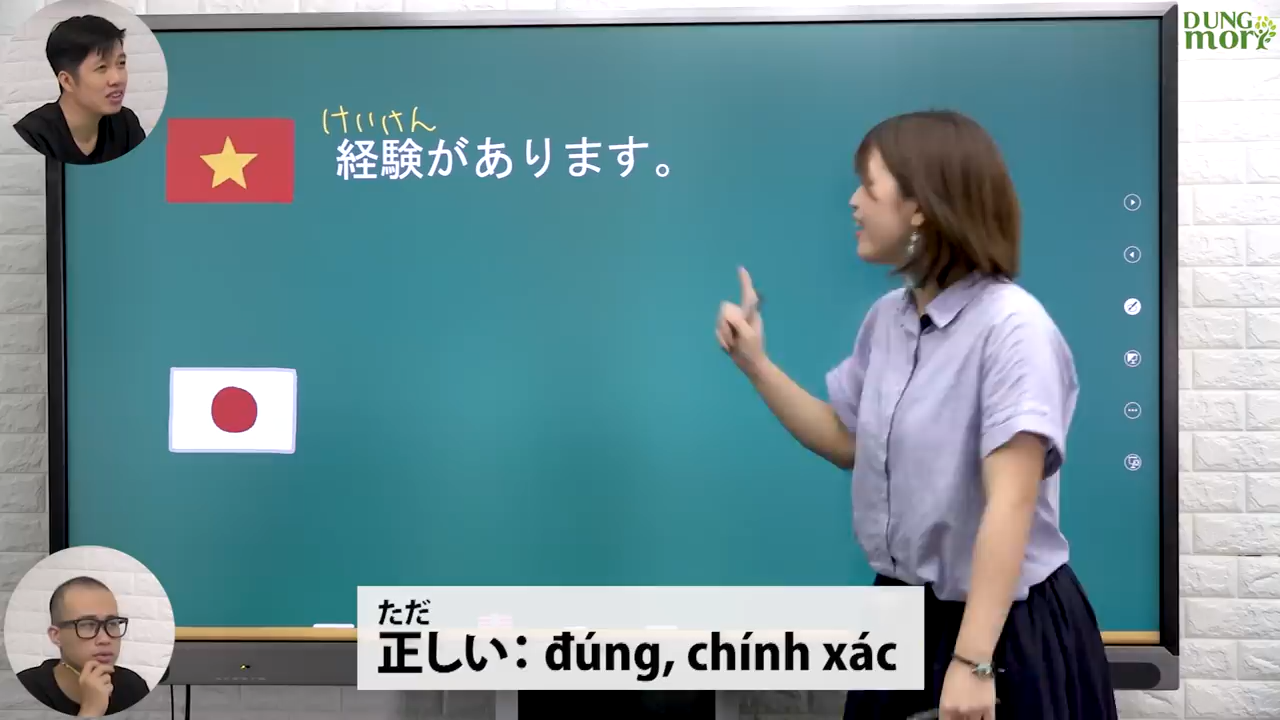 DUNG
mori
けいさん
経験があります。
ただ
正しい: đúng, chính xác